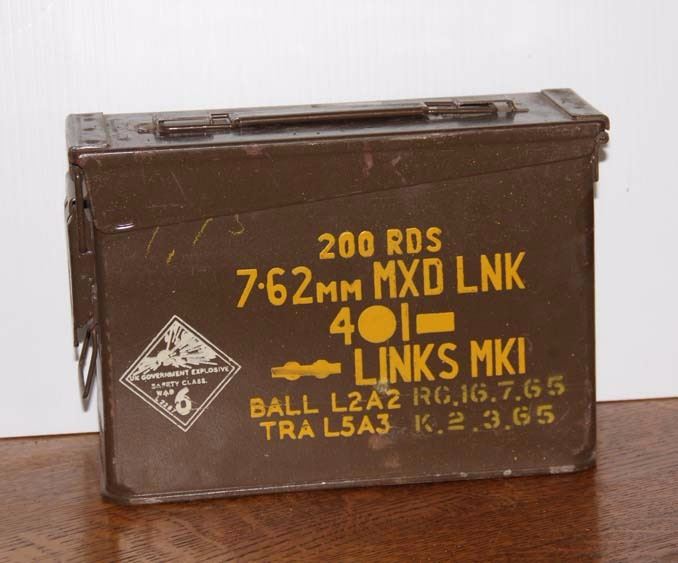 200 RDS
7.62MM MXD LNK
4 1
LINKS MK1
BALL L2A2 RG.16.7.65
TRA L5A3 K.2.3.65
UK GOVERNMENT EXPLOSIVE
SAFETY CLASS.
6